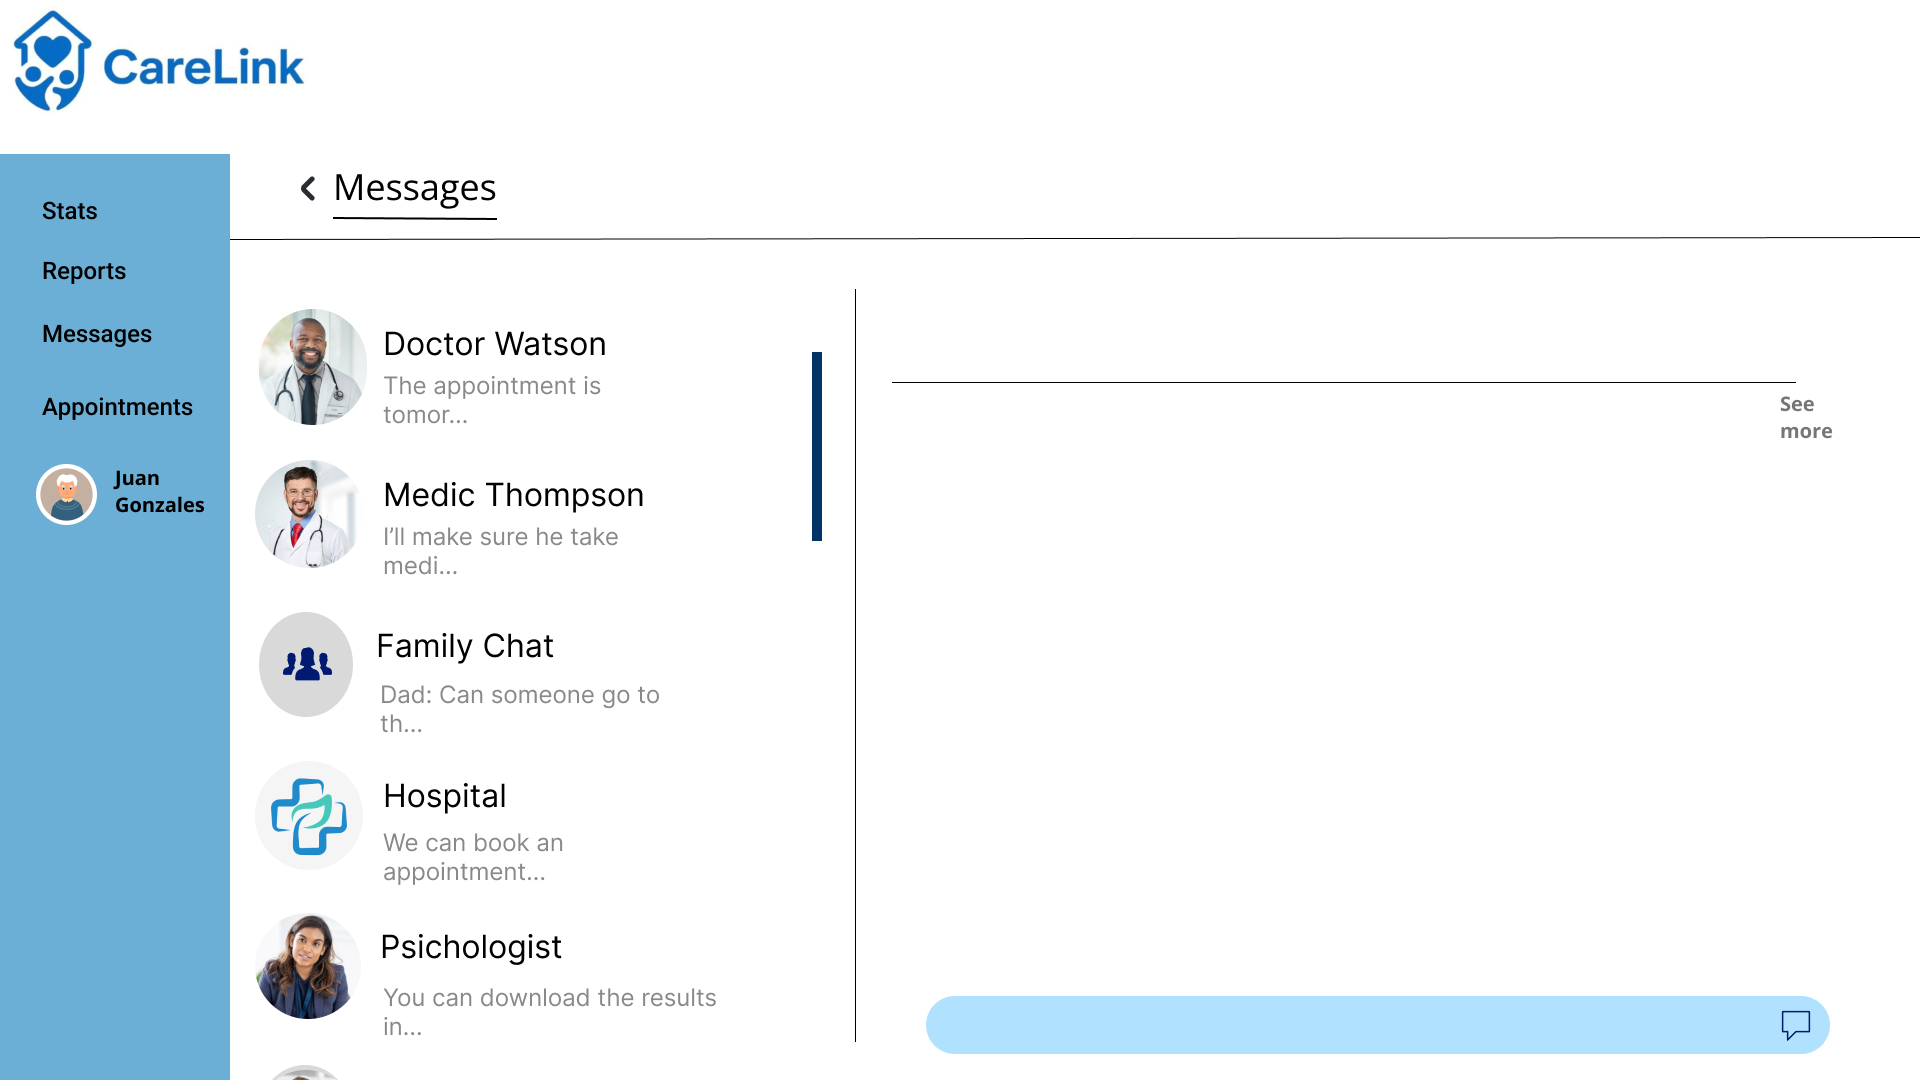 CareLink
Messages
Stats
Reports
Messages
Appointments
Juan
Gonzales
Doctor Watson
The appointment is
tomor...
Medic Thompson
I’ll make sure he take
medi...
Family Chat
Dad: Can someone go to
th...
Hospital
We can book an
appointment...
Psichologist
You can download the results
in...
See
more